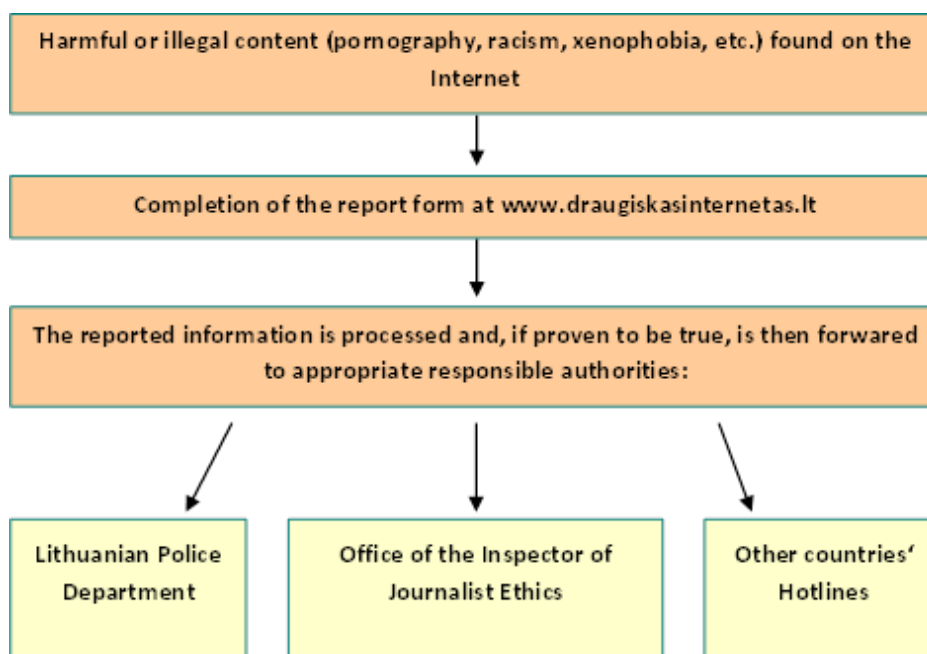 Harmful or illegal content (pornography, racism, xenophobia, etc.) found on the
Internet
Completion of the report form at www.draugiskasinternetas.lt
The reported information is processed and, if proven to be true, is then forwared
to appropriate responsible authorities:
Lithuanian Police
Department
Office of the Inspector of
Journalist Ethics
Other countries‘
Hotlines